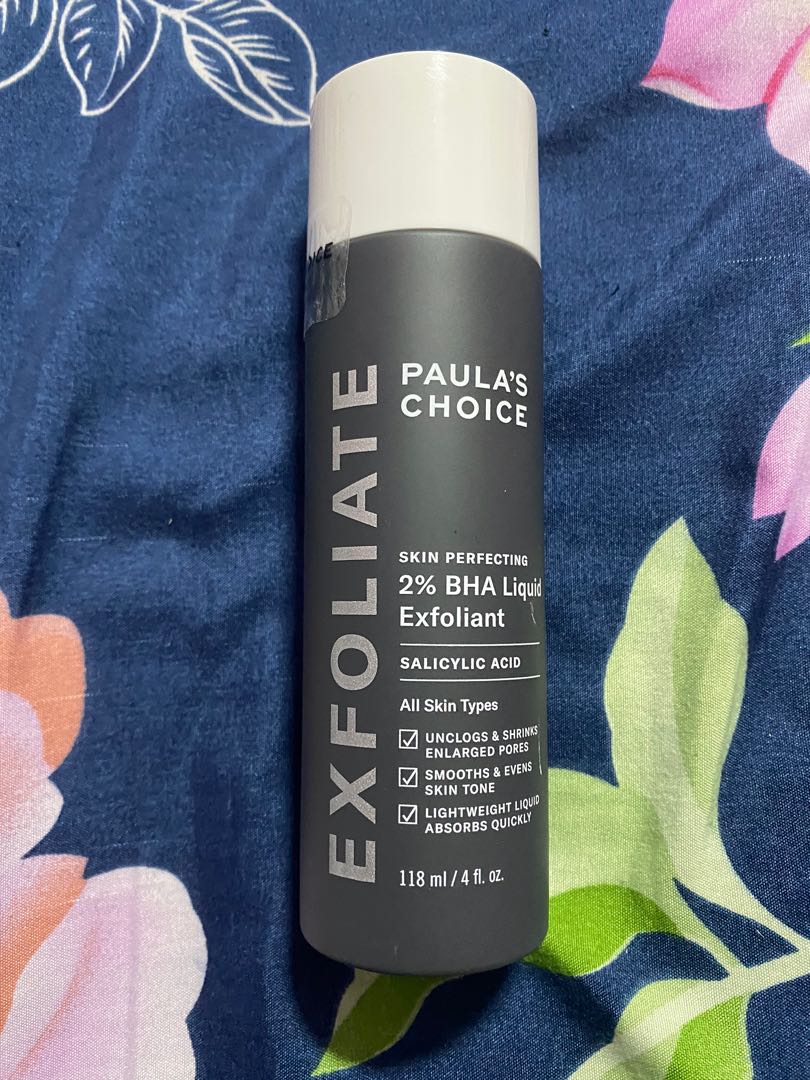 EXFOLIATE
PAULA'S
CHOICE
SKIN PERFECTING
2% BHA Liquid
Exfoliant
SALICYLIC ACID
All Skin Types
UNCLOGS & SHRINKS
ENLARGED PORES
SMOOTHS & EVENS
SKIN TONE
LIGHTWEIGHT LIQUID
ABSORBS QUICKLY
118 ml / 4 fl. oz.